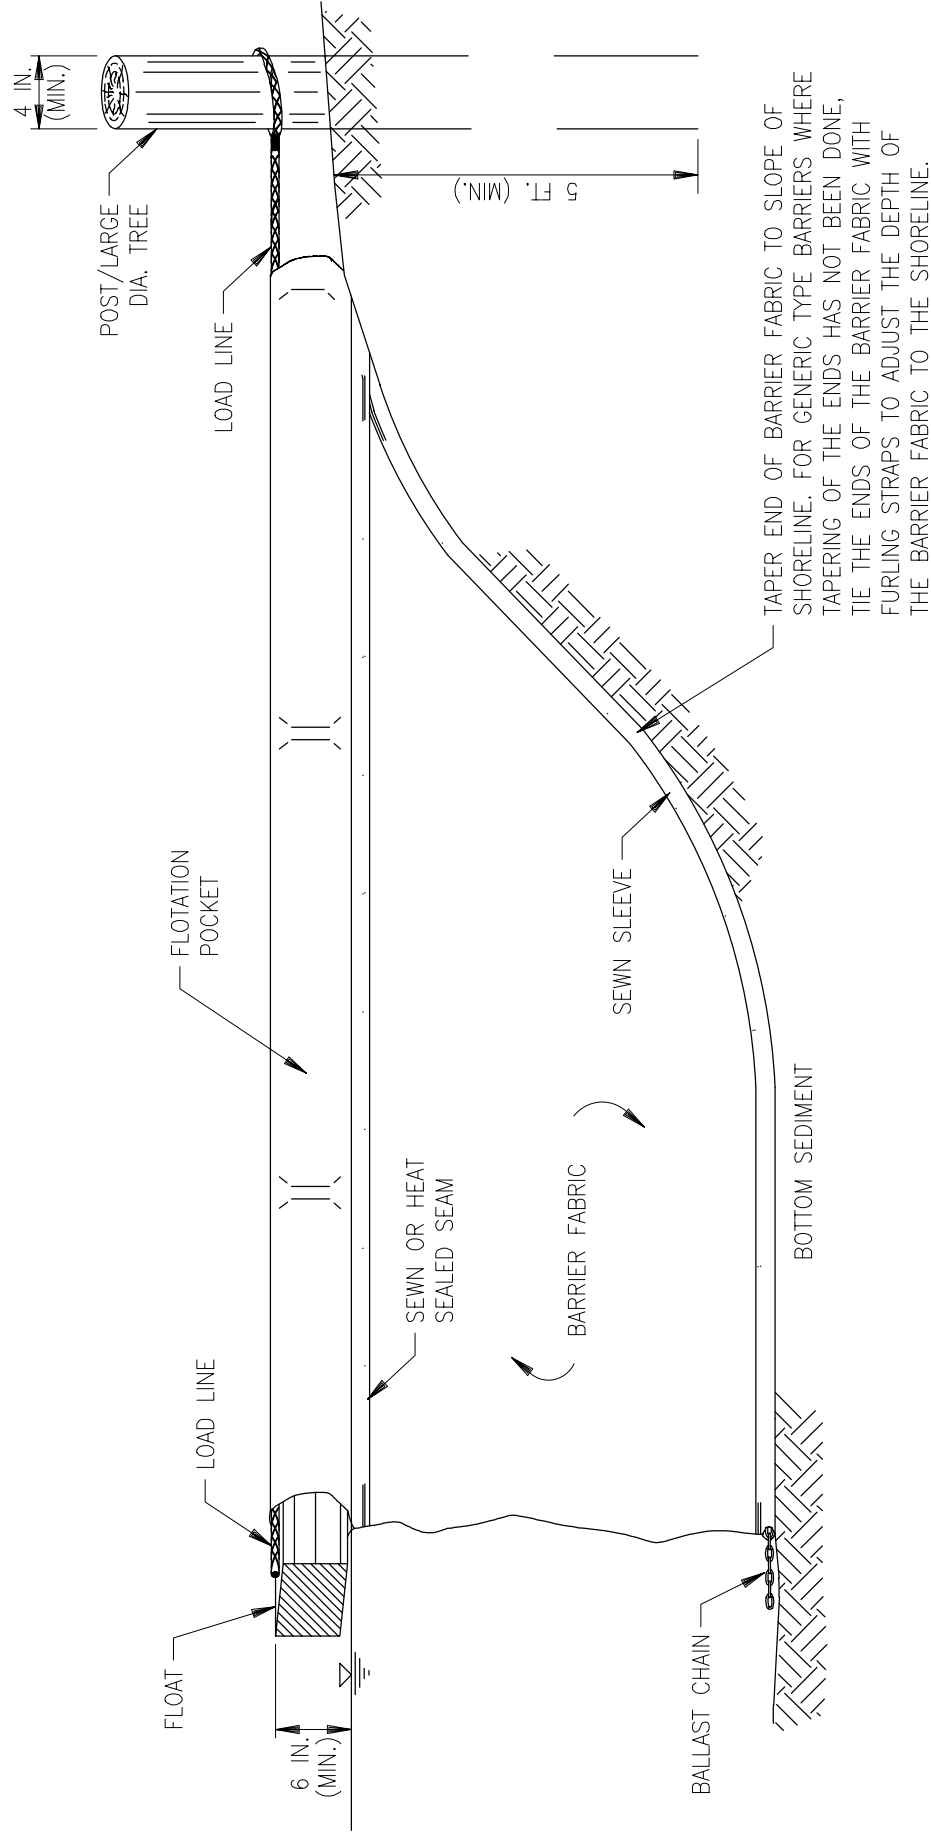 4 IN.
(MIN.)
POST/LARGE
DIA. TREE
LOAD LINE
5 FT. (MIN.)
TAPER END OF BARRIER FABRIC TO SLOPE OF
SHORELINE. FOR GENERIC TYPE BARRIERS WHERE
TAPERING OF THE ENDS HAS NOT BEEN DONE,
TIE THE ENDS OF THE BARRIER FABRIC WITH
FURLING STRAPS TO ADJUST THE DEPTH OF
THE BARRIER FABRIC TO THE SHORELINE.
FLOTATION
POCKET
SEWN SLEEVE
SEWN OR HEAT
SEALED SEAM
BARRIER FABRIC
BOTTOM SEDIMENT
LOAD LINE
FLOAT
6 IN.
(MIN.)
BALLAST CHAIN